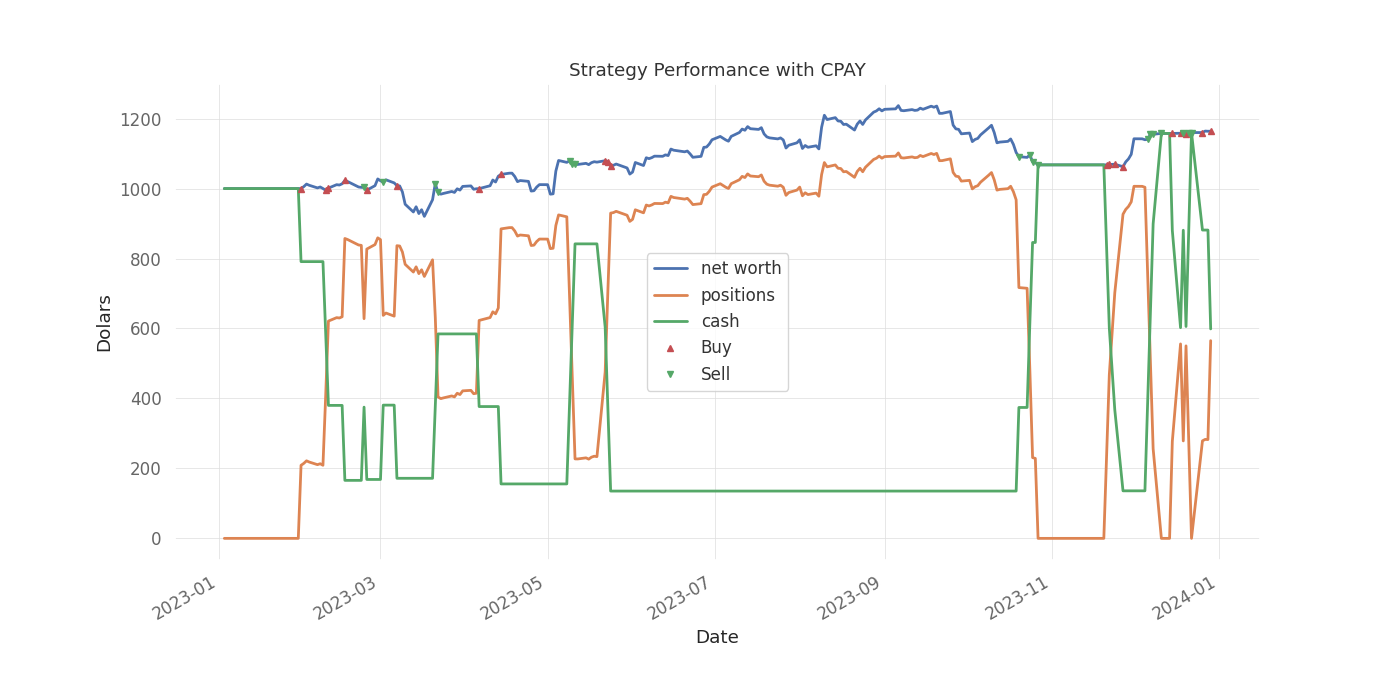 Strategy Performance with CPAY
1200
1000
800
600
400
200
0
Dolars
net worth
positions
cash
Buy
Sell
2023-01
2023-03
2023-05
2023-07
2023-09
2023-11
2024-01
Date